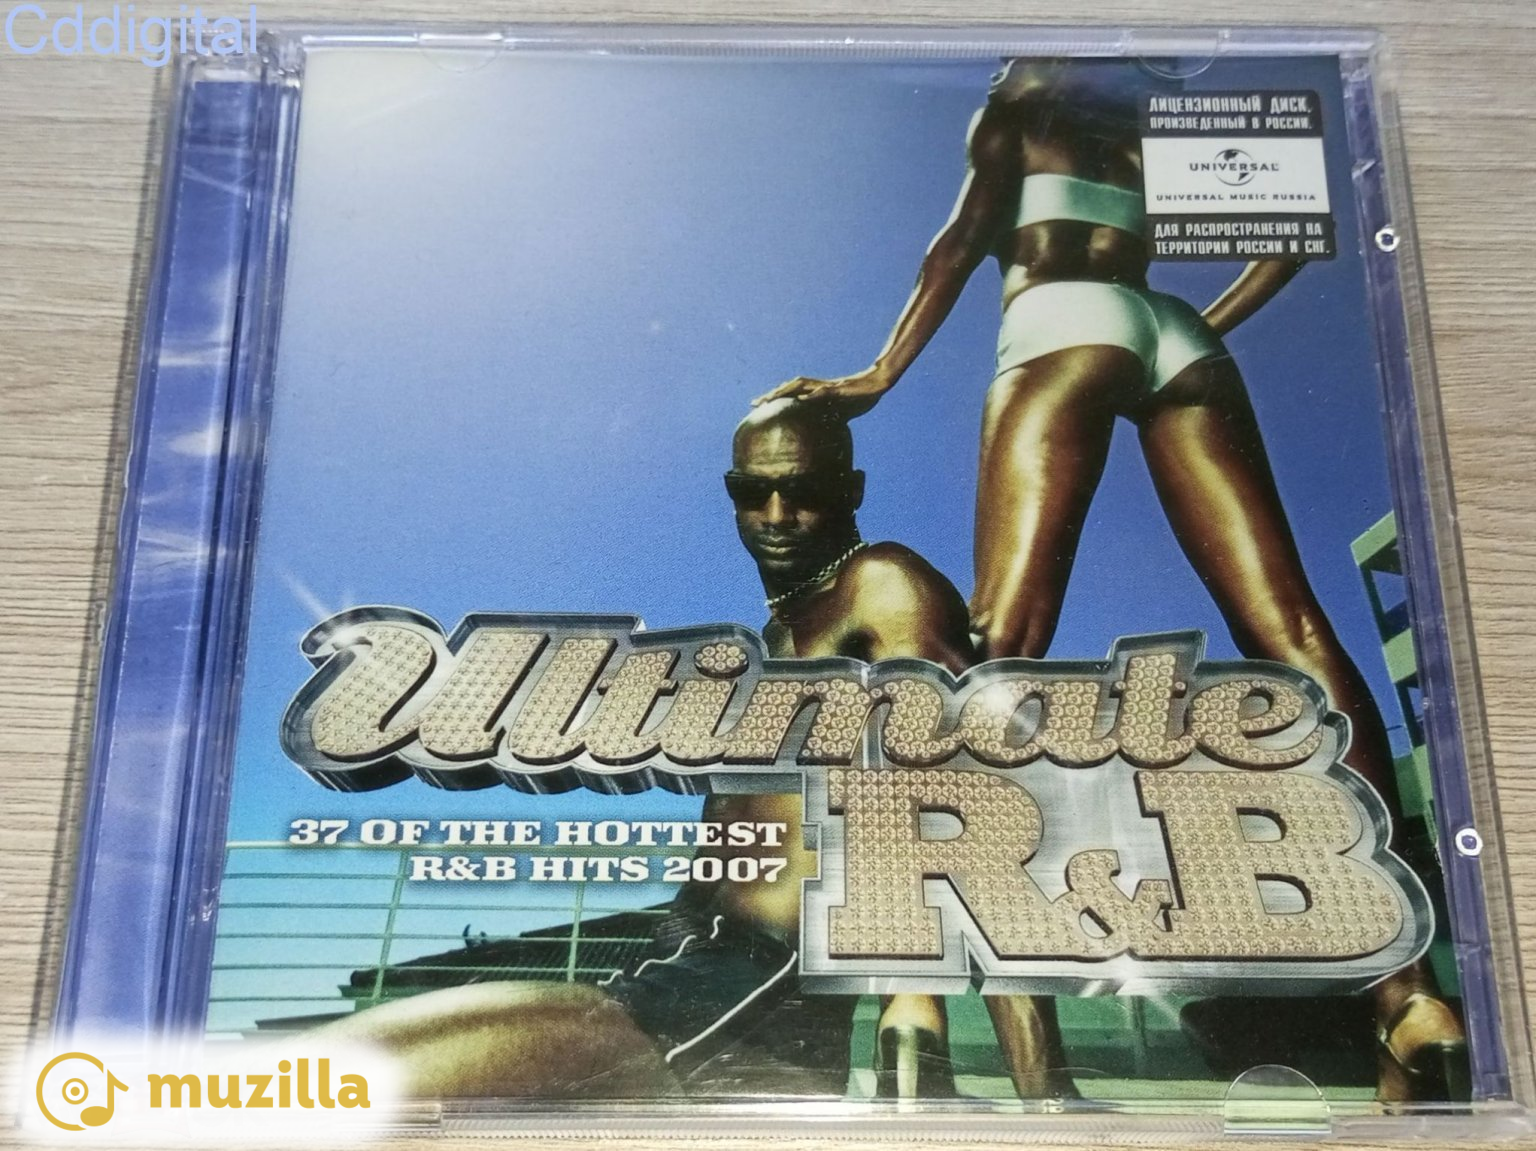 Cddigital
ЛИЦЕНЗИОННЫЙ ДИСК,
ПРОИЗВЕДЕННЫЙ В РОССИИ.
UNIVERSAL
UNIVERSAL MUSIC RUSSIA
ДЛЯ РАСПРОСТРАНЕНИЯ НА
ТЕРРИТОРИИ РОССИИ И СНГ.
Ultimate
R&B
37 OF THE HOTTEST
R&B HITS 2007
muzilla